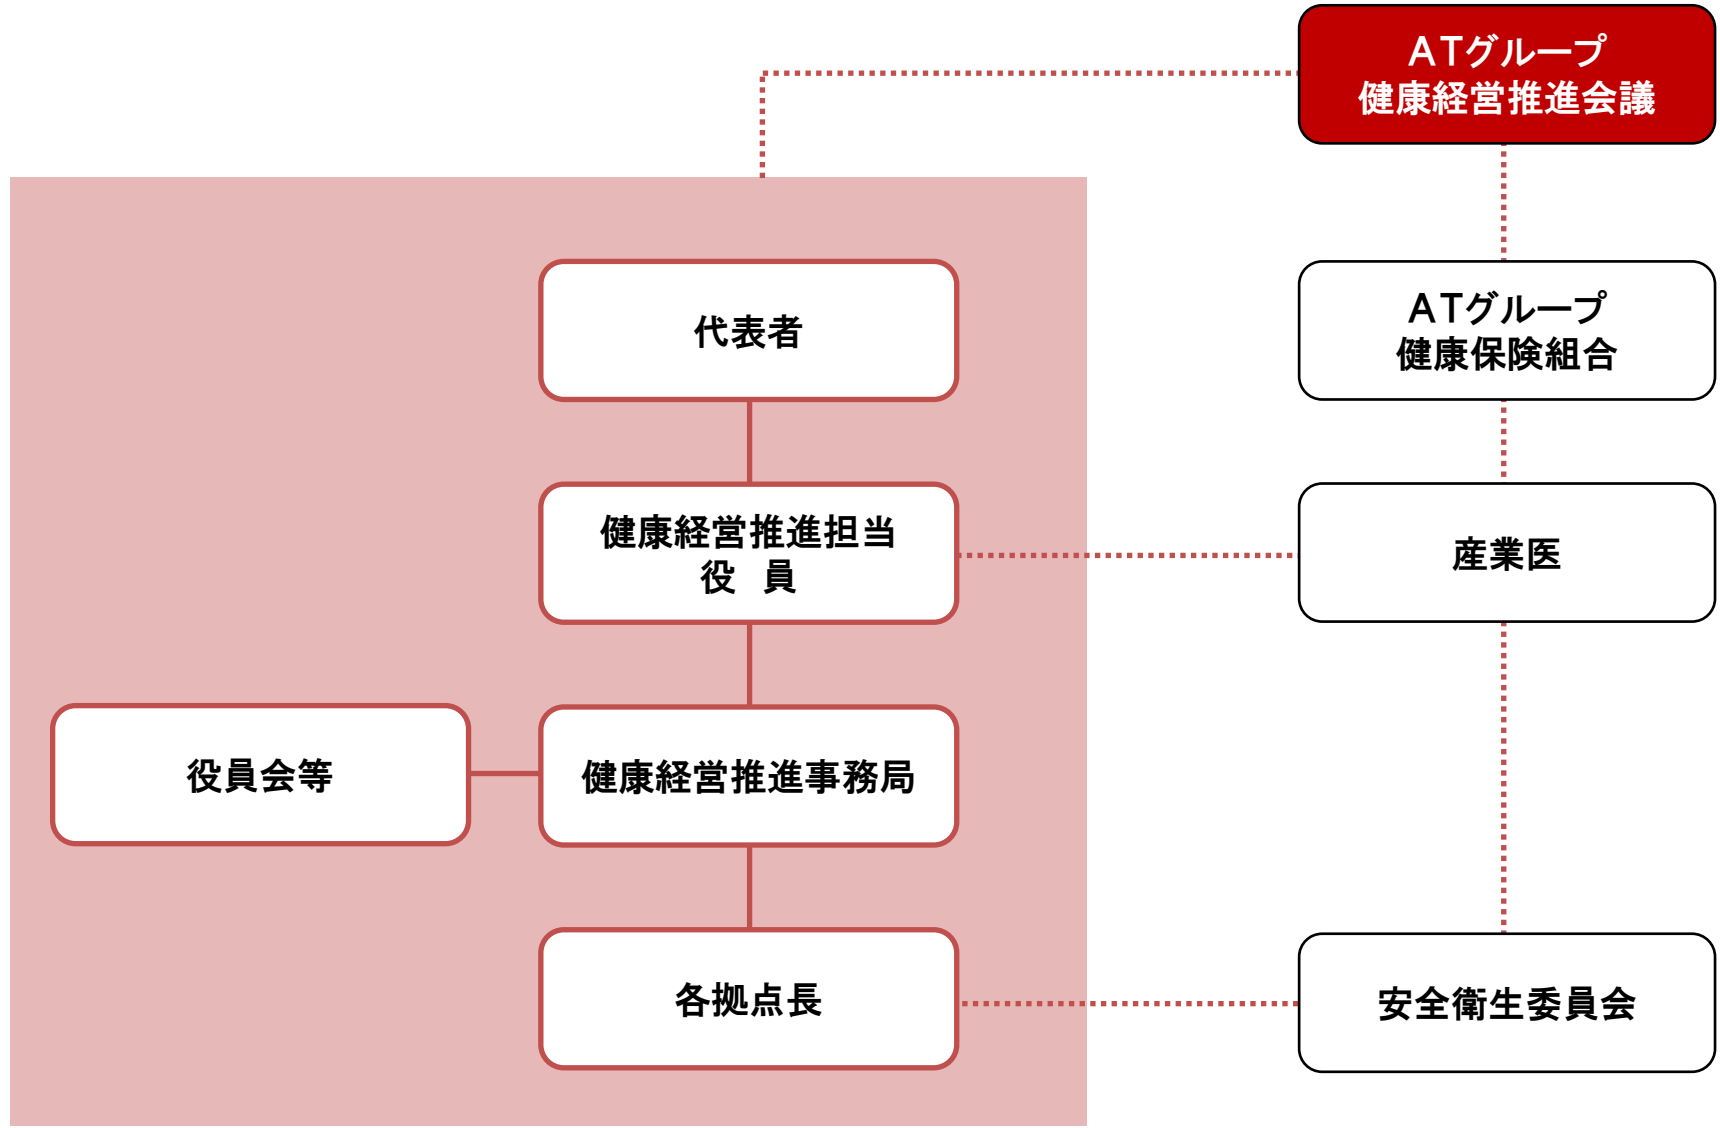 ＡＴグループ
健康経営推進会議
代表者
ＡＴグループ
健康保険組合
健康経営推進担当
役　員
産業医
役員会等
健康経営推進事務局
各拠点長
安全衛生委員会